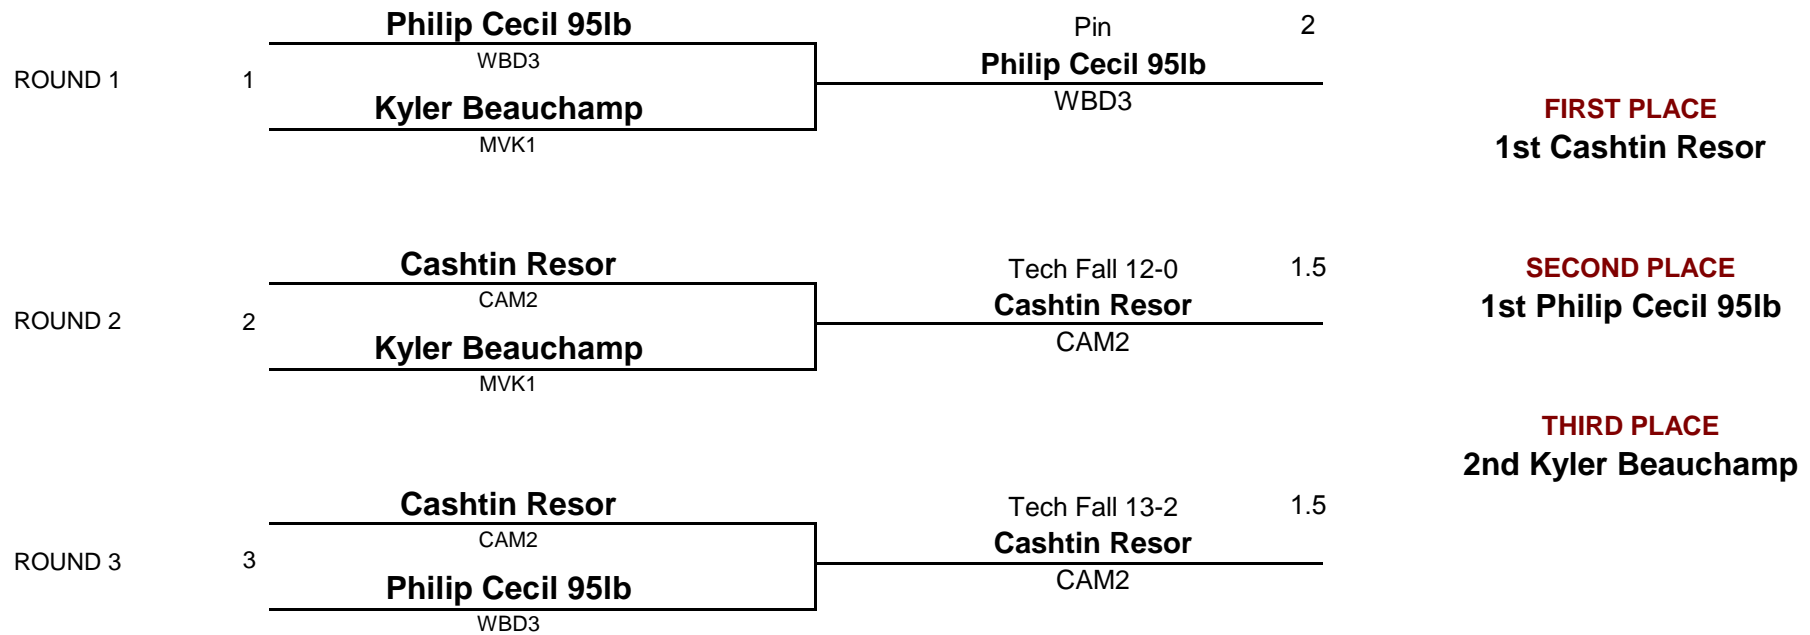 Philip Cecil 95lb
WBD3
ROUND 1
1
Kyler Beauchamp
MVK1
Pin
2
Philip Cecil 95lb
WBD3
FIRST PLACE
1st Cashtin Resor
Cashtin Resor
CAM2
ROUND 2
2
Kyler Beauchamp
MVK1
Tech Fall 12-0
1.5
Cashtin Resor
CAM2
SECOND PLACE
1st Philip Cecil 95lb
THIRD PLACE
2nd Kyler Beauchamp
Cashtin Resor
CAM2
ROUND 3
3
Philip Cecil 95lb
WBD3
Tech Fall 13-2
1.5
Cashtin Resor
CAM2